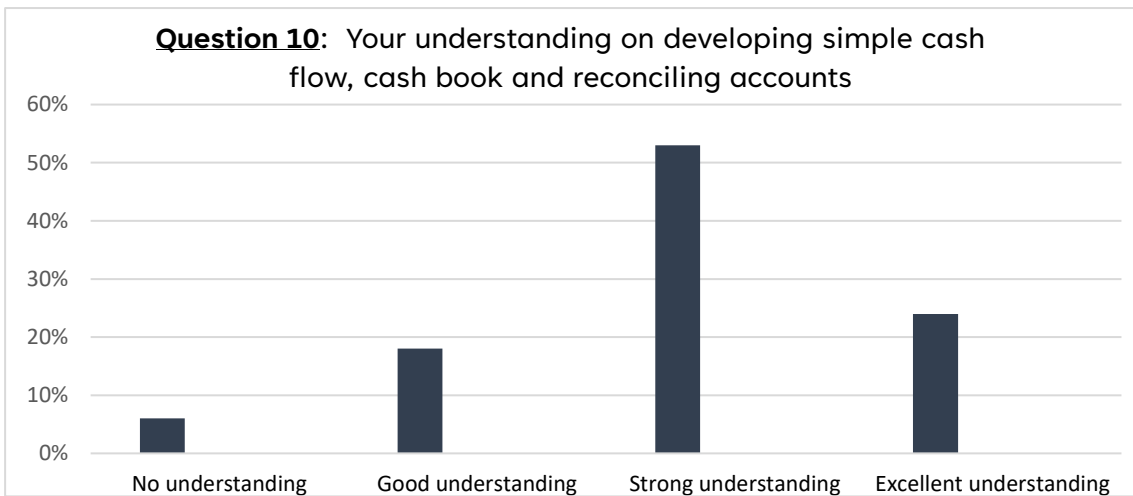 Question 10: Your understanding on developing simple cash
flow, cash book and reconciling accounts
60%
50%
40%
30%
20%
10%
0%
No understanding
Good understanding
Strong understanding
Excellent understanding